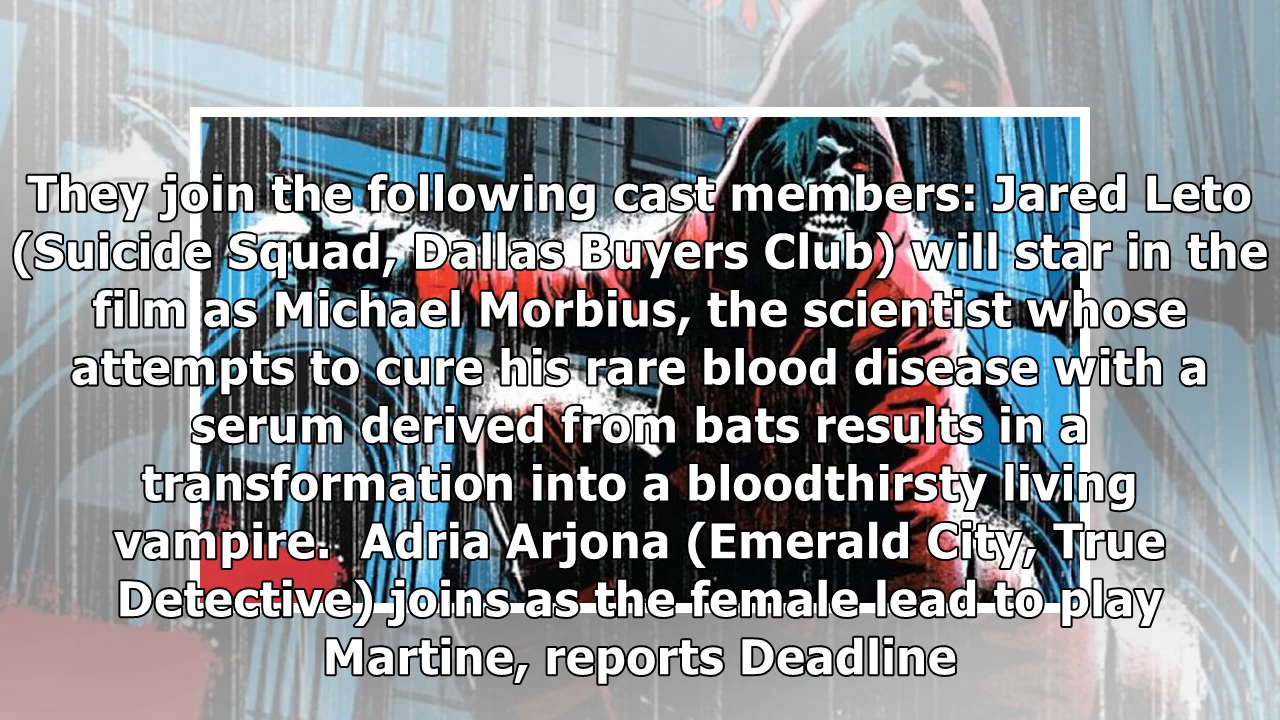 They join the following cast members: Jared Leto
(Suicide Squad, Dallas Buyers Club) will star in the
film as Michael Morbius, the scientist whose
attempts to cure his rare blood disease with a
serum derived from bats results in a
transformation into a bloodthirsty living
vampire.  Adria Arjona (Emerald City, True
Detective) joins as the female lead to play
Martine, reports Deadline